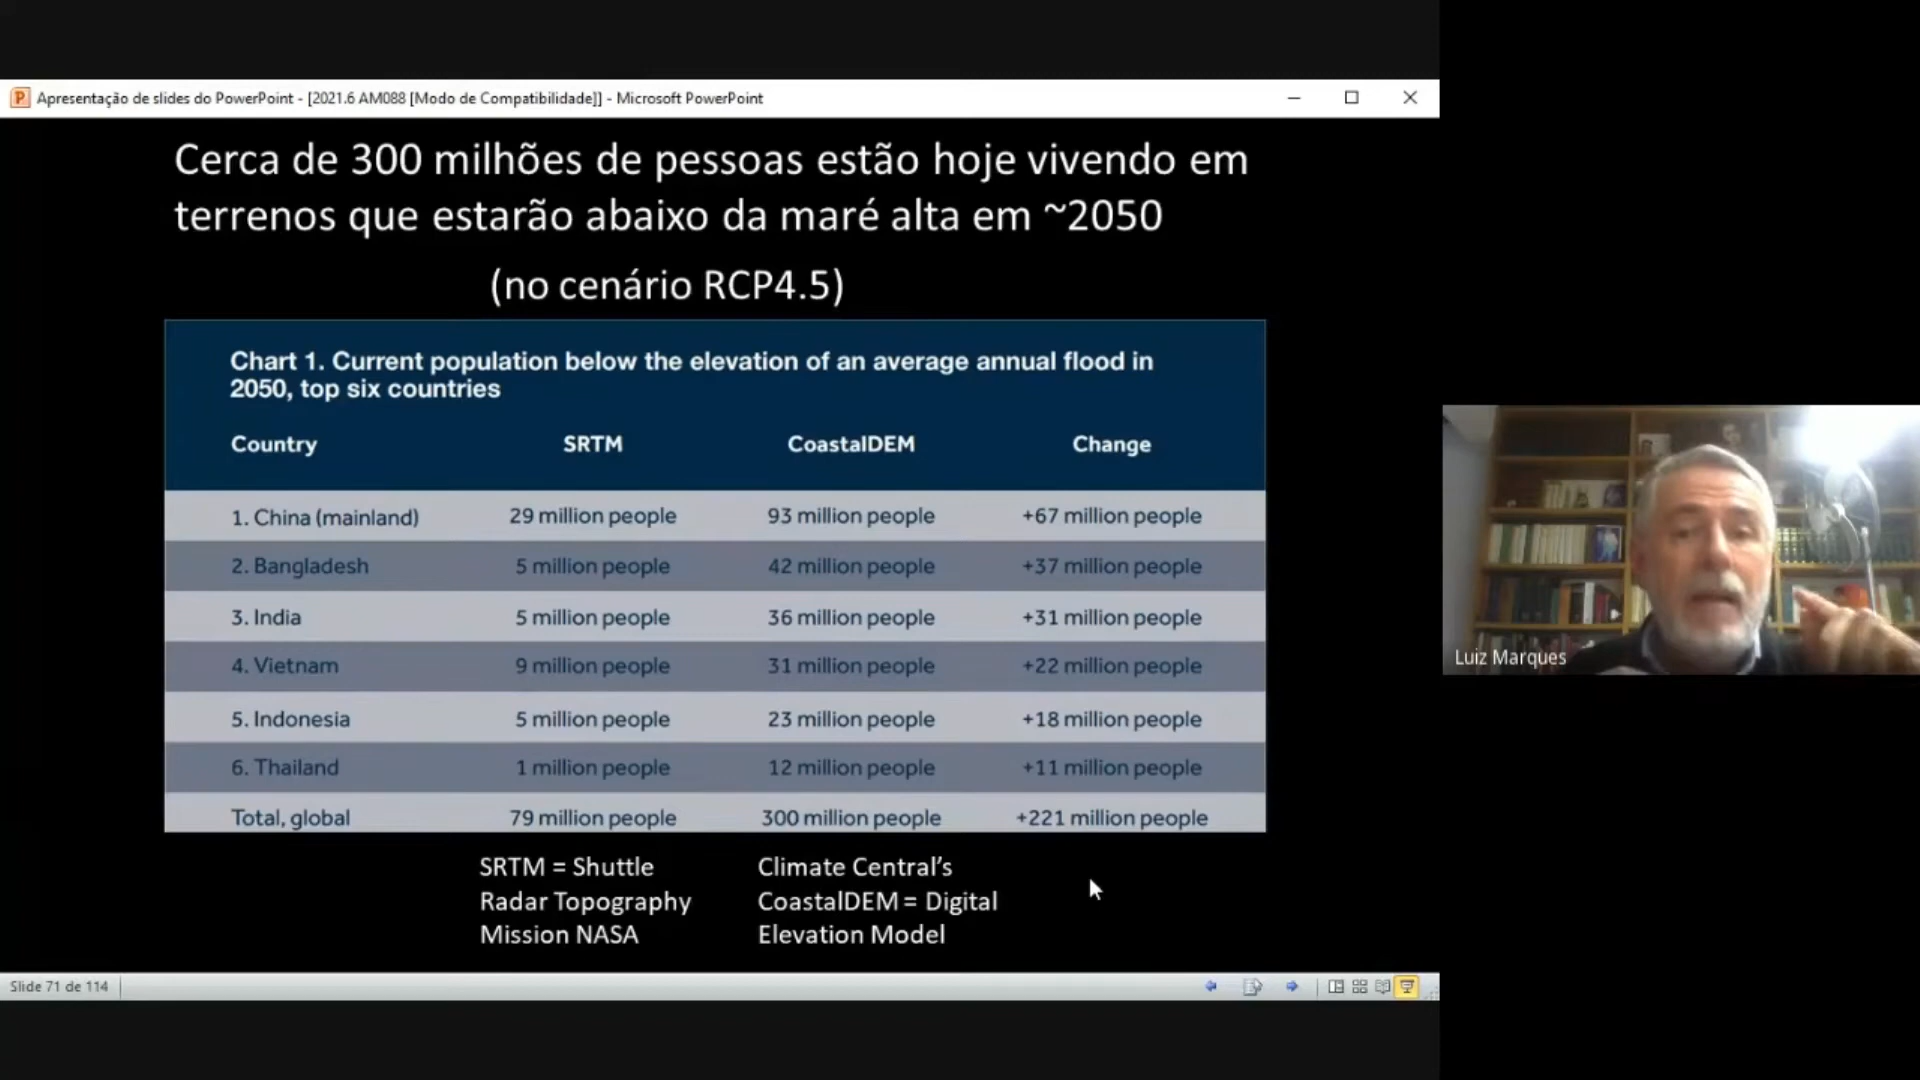 Apresentação de slides do PowerPoint - [2021.6 AM088 [Modo de Compatibilidade]] - Microsoft PowerPoint
Cerca de 300 milhões de pessoas estão hoje vivendo em
terrenos que estarão abaixo da maré alta em ~2050
(no cenário RCP4.5)
Chart 1. Current population below the elevation of an average annual flood in
2050, top six countries
Country SRTM CoastalDEM Change
1. China (mainland) 29 million people 93 million people +67 million people
2. Bangladesh 5 million people 42 million people +37 million people
3. India 5 million people 36 million people +31 million people
4. Vietnam 9 million people 31 million people +22 million people
5. Indonesia 5 million people 23 million people +18 million people
6. Thailand 1 million people 12 million people +11 million people
Total, global 79 million people 300 million people +221 million people
SRTM = Shuttle
Radar Topography
Mission NASA
Climate Central's
CoastalDEM = Digital
Elevation Model
Slide 71 de 114
Luiz Marques